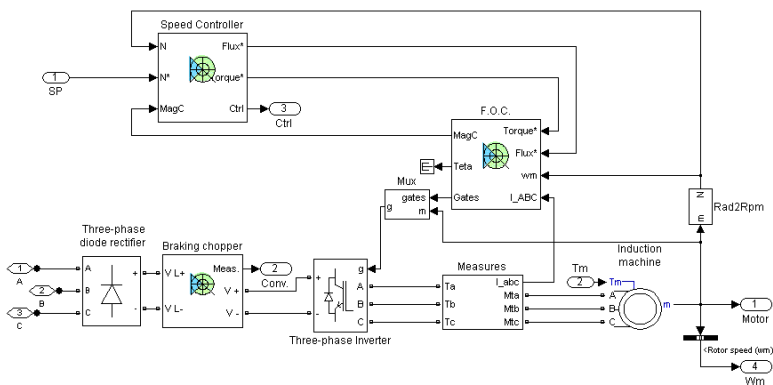 Speed Controller
N
Flux*
1
SP
N*
Torque*
MagC
Ctrl
3
Ctrl
F.O.C.
MagC
Torque*
Teta
Flux*
wm
Gates
I_ABC
Mux
gates
g
m
N
m
Rad2Rpm
Three-phase
diode rectifier
Braking chopper
Induction
machine
1
A
2
B
3
C
A
B
C
+
-
V L+
V L-
Meas.
V +
V -
2
Conv.
g
+
-
A
B
C
Three-phase Inverter
Measures
Ta
Tb
Tc
I_abc
Mta
Mtb
Mtc
Tm
2
Tm
A
B
C
m
1
Motor
<Rotor speed (wm)
4
Wm